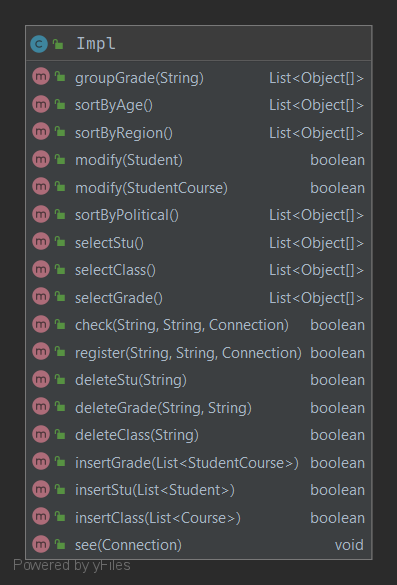 C Impl
m groupGrade(String) List<Object[]>
m sortByAge() List<Object[]>
m sortByRegion() List<Object[]>
m modify(Student) boolean
m modify(StudentCourse) boolean
m sortByPolitical() List<Object[]>
m selectStu() List<Object[]>
m selectClass() List<Object[]>
m selectGrade() List<Object[]>
m check(String, String, Connection) boolean
m register(String, String, Connection) boolean
m deleteStu(String) boolean
m deleteGrade(String, String) boolean
m deleteClass(String) boolean
m insertGrade(List<StudentCourse>) boolean
m insertStu(List<Student>) boolean
m insertClass(List<Course>) boolean
m see(Connection) void
Powered by yFiles